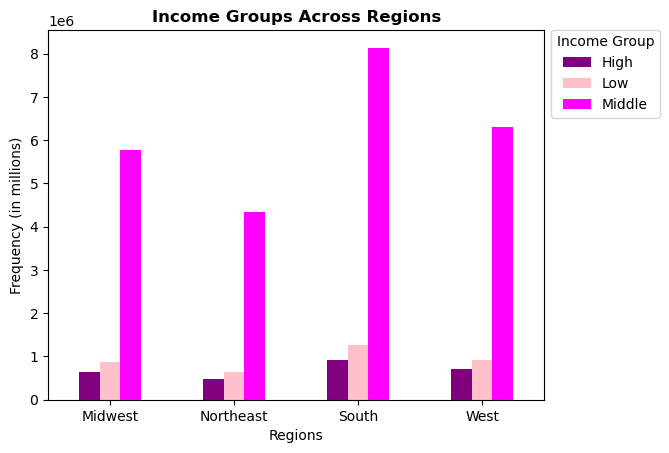 Income Groups Across Regions
1e6
Income Group
High
Low
Middle
8
7
6
5
4
3
2
1
0
Frequency (in millions)
Midwest Northeast South West
Regions